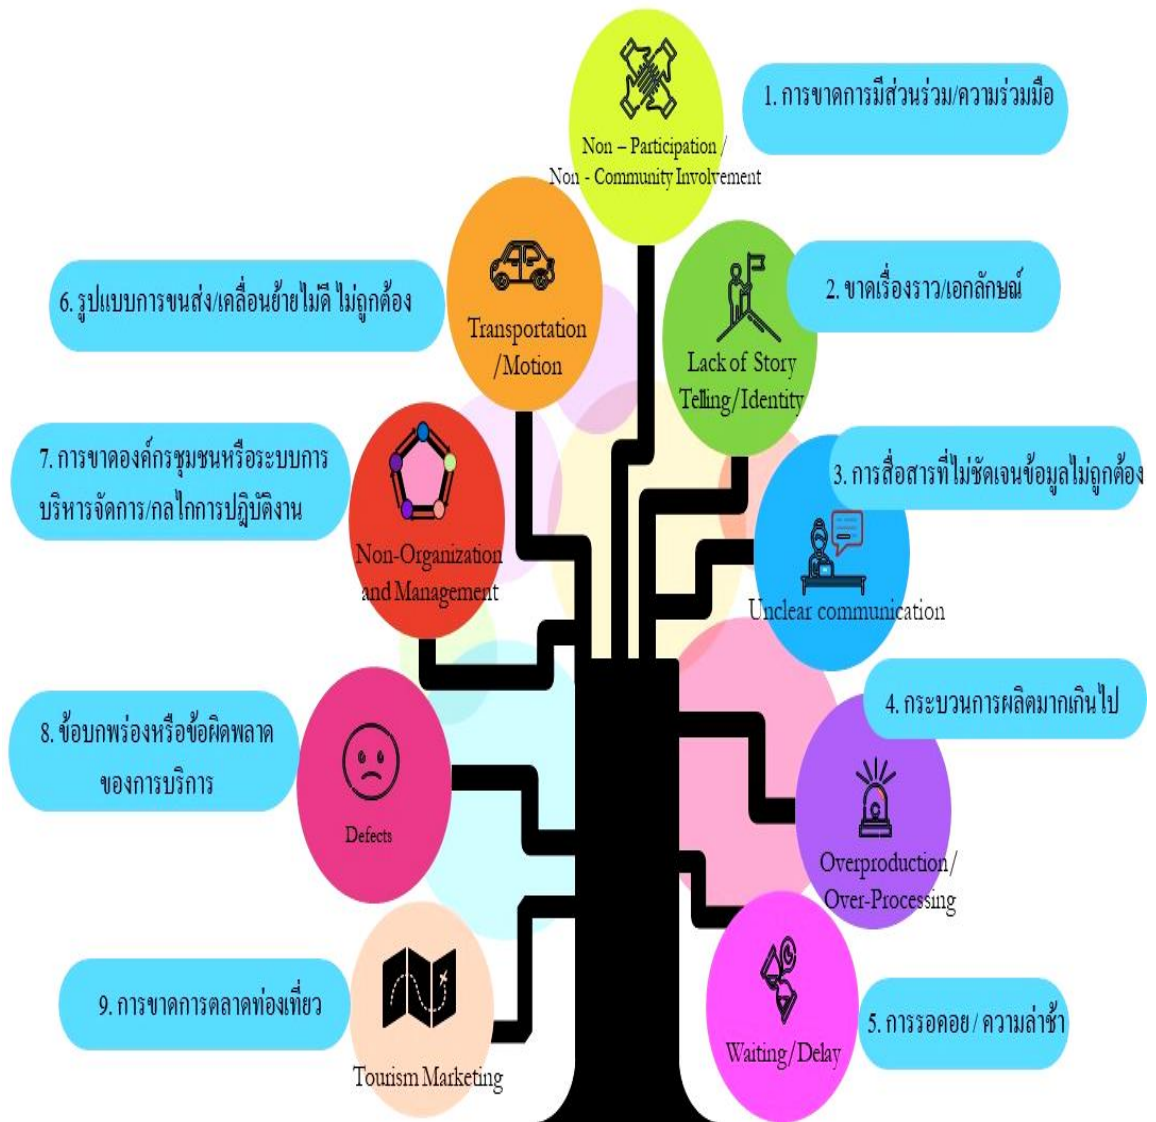 Non – Participation /
Non - Community Involvement
1. การขาดการมีส่วนร่วม/ความร่วมมือ
Lack of Story
Telling/Identity
2. ขาดเรื่องราว/เอกลักษณ์
Unclear communication
3. การสื่อสารที่ไม่ชัดเจนข้อมูลไม่ถูกต้อง
Overproduction/
Over-Processing
4. กระบวนการผลิตมากเกินไป
Waiting/Delay
5. การรอคอย / ความล่าช้า
Transportation
/Motion
6. รูปแบบการขนส่ง/เคลื่อนย้ายไม่ดี ไม่ถูกต้อง
Non-Organization
and Management
7. การขาดองค์กรชุมชนหรือระบบการ
บริหารจัดการ/กลไกการปฏิบัติงาน
Defects
8. ข้อบกพร่องหรือข้อผิดพลาด
ของการบริการ
Tourism Marketing
9. การขาดการตลาดท่องเที่ยว